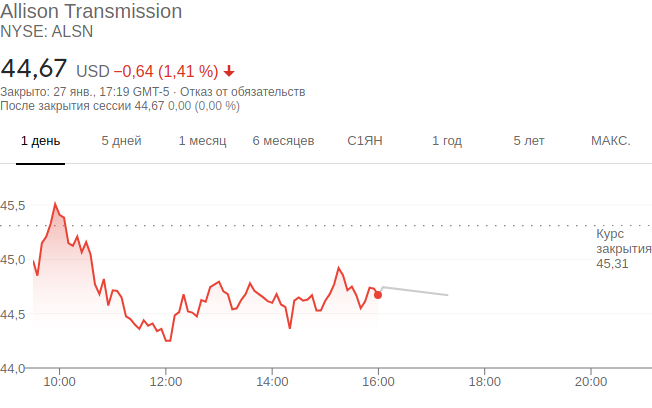 Allison Transmission
NYSE: ALSN
44,67 USD −0,64 (1,41 %)
Закрыто: 27 янв., 17:19 GMT-5 · Отказ от обязательств
После закрытия сессии 44,67 0,00 (0,00 %)
1 день 5 дней 1 месяц 6 месяцев С1ЯН 1 год 5 лет МАКС.
45,5
Курс
закрытия
45,31
45,0
44,5
44,0
10:00 12:00 14:00 16:00 18:00 20:00